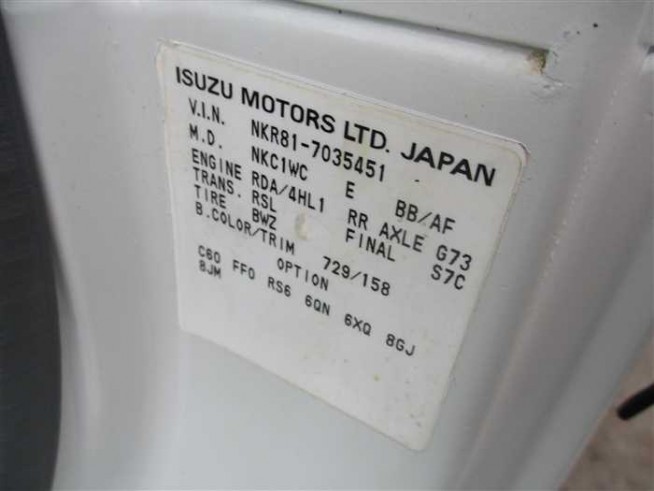 ISUZU MOTORS LTD. JAPAN
V.I.N. NKR81-7035451
M.D. NKC1WC E BB/AF
ENGINE RDA/4HL1 RR AXLE G73
TRANS. RSL FINAL S7C
TIRE BWZ
B.COLOR/TRIM 729/158
OPTION
C60 FF0 RS6 6QN 6XQ 8GJ
8JM